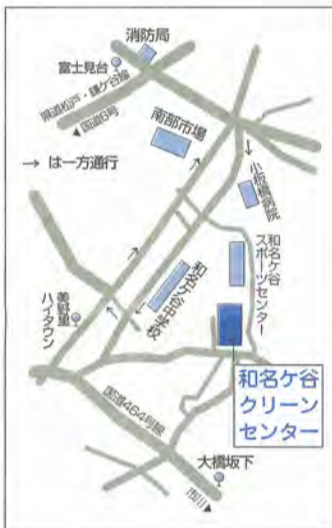 消防局
富士見台
県道松戸・鎌ケ谷線
▲国道6号
南部市場
→ は一方通行
小板橋病院
和名ヶ谷
スポーツセンター
和名ヶ谷中学校
美野里
ハイタウン
和名ケ谷
クリーン
センター
国道464号線
大橋坂下
市川▶